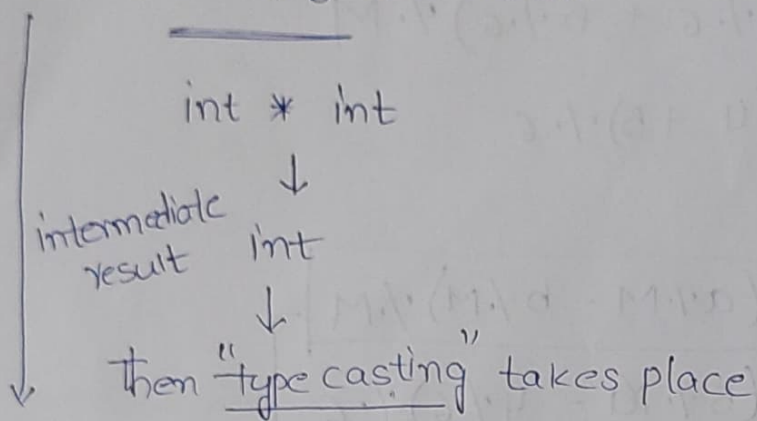 int * int
↓
intermediate result int
↓
Then "type casting" takes place